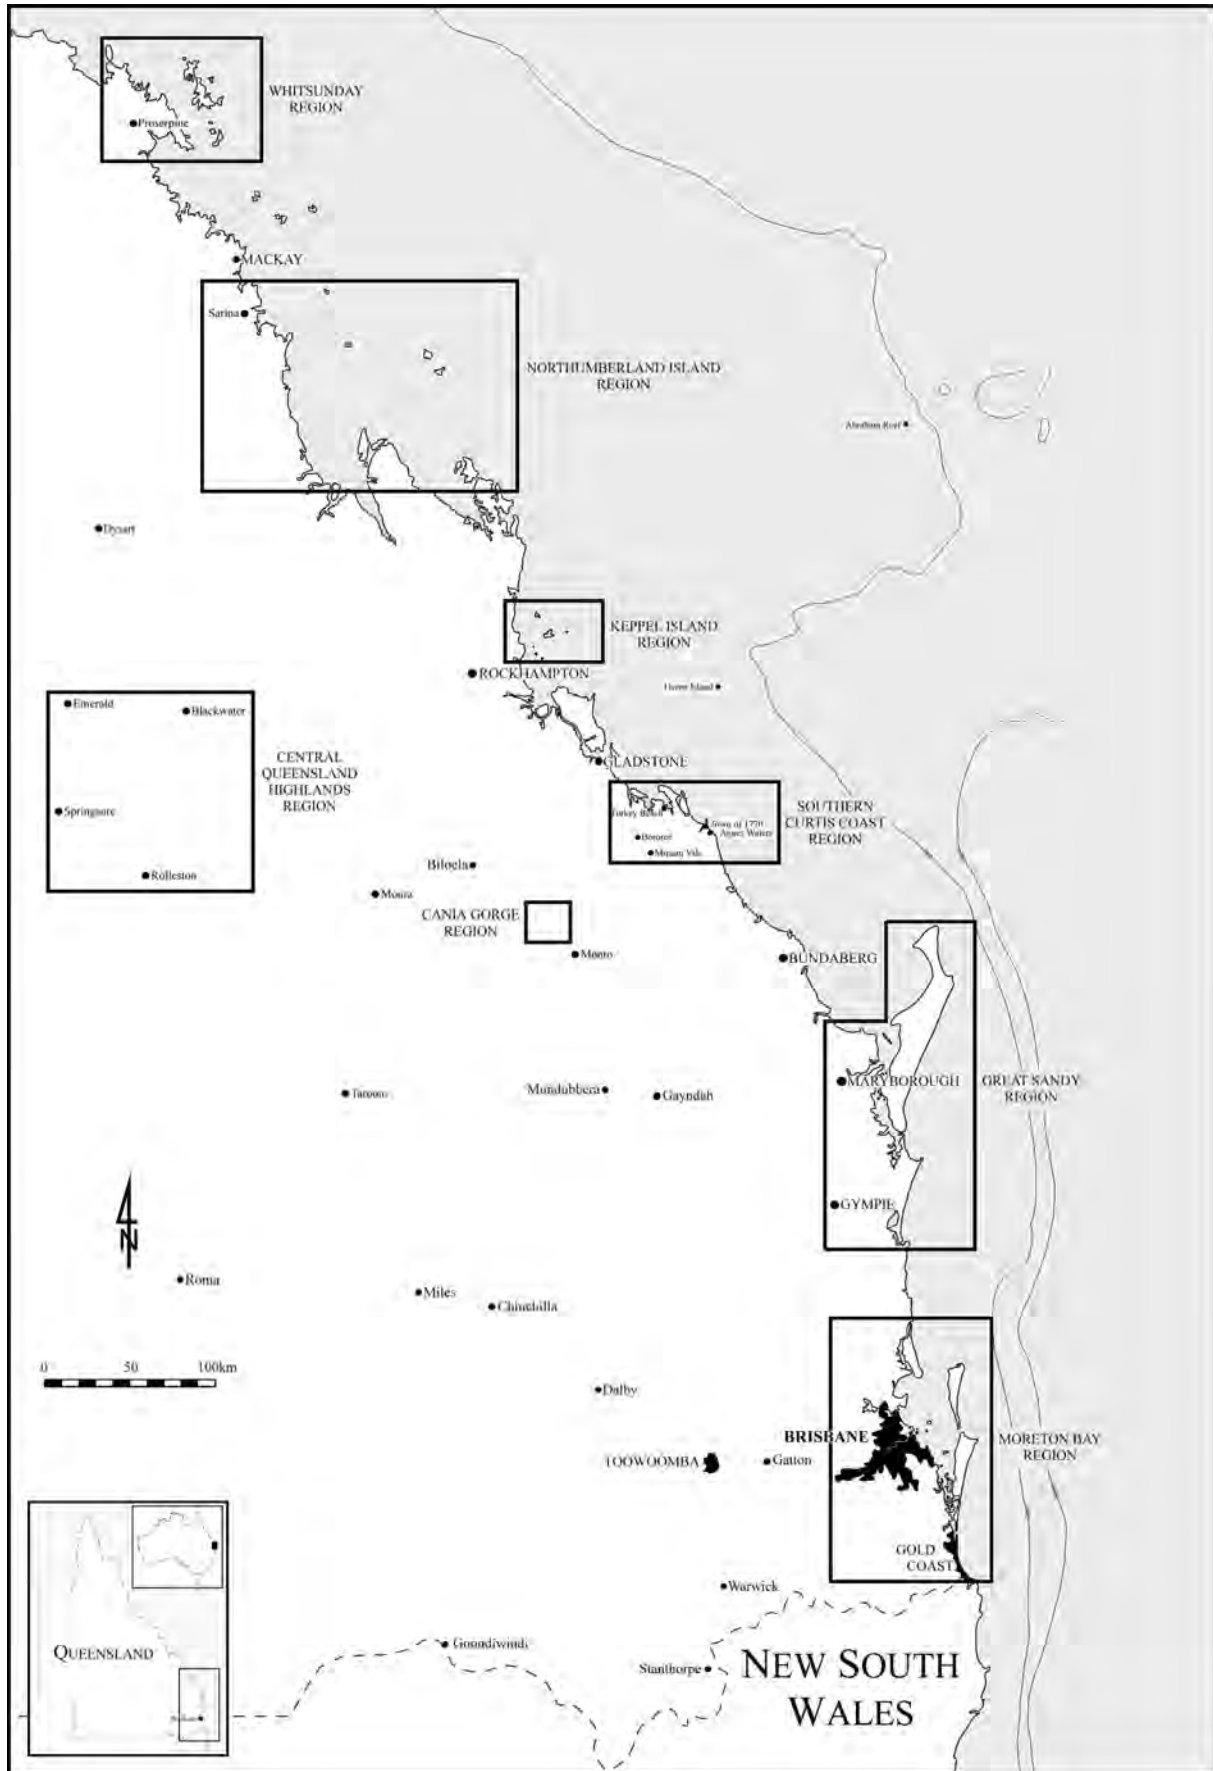 WHITSUNDAY
REGION
Proserpine
MACKAY
Sarina
NORTHUMBERLAND ISLAND
REGION
Dysart
KEPPEL ISLAND
REGION
ROCKHAMPTON
Emerald
Blackwater
CENTRAL
QUEENSLAND
HIGHLANDS
REGION
Springsure
Rolleston
GLADSTONE
Turkey Beach
Town of 1770
Agnes Waters
Bororen
Miriam Vale
SOUTHERN
CURTIS COAST
REGION
Biloela
Moura
CANIA GORGE
REGION
Monto
BUNDABERG
MARYBOROUGH
GREAT SANDY
REGION
Taroom
Mundubbera
Gayndah
GYMPIE
N
Roma
Miles
Chinchilla
0 50 100km
Dalby
BRISBANE
MORETON BAY
REGION
TOOWOOMBA
Gatton
GOLD
COAST
Warwick
QUEENSLAND
Goondiwindi
Stanthorpe
NEW SOUTH
WALES